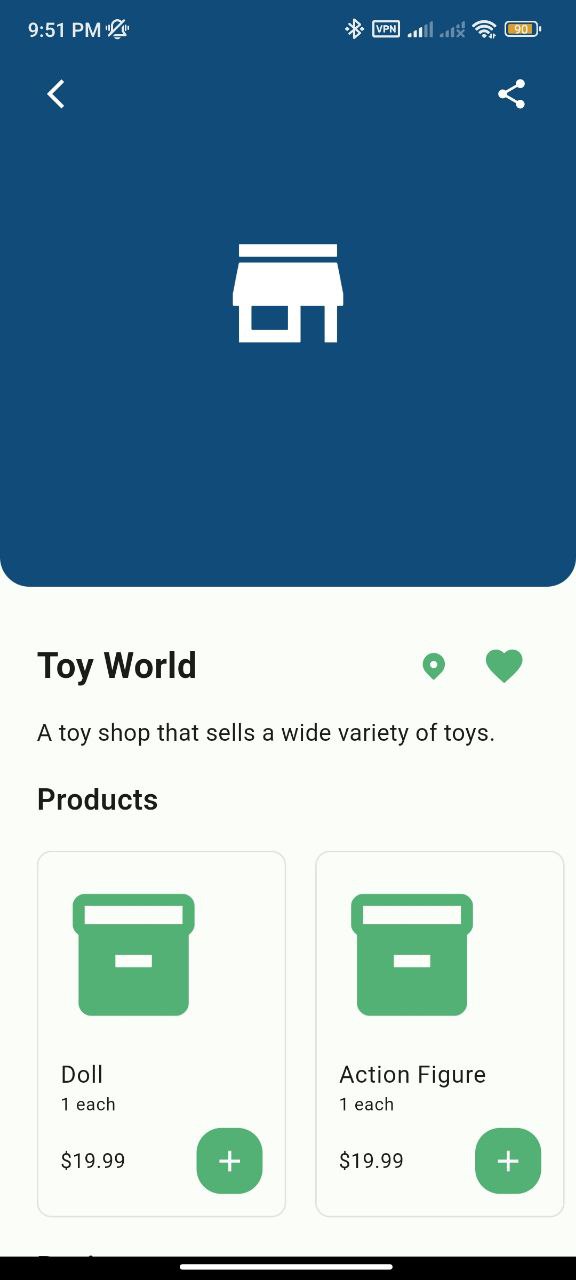 9:51 PM
VPN
90
Toy World
A toy shop that sells a wide variety of toys.
Products
Doll
1 each
$19.99
Action Figure
1 each
$19.99